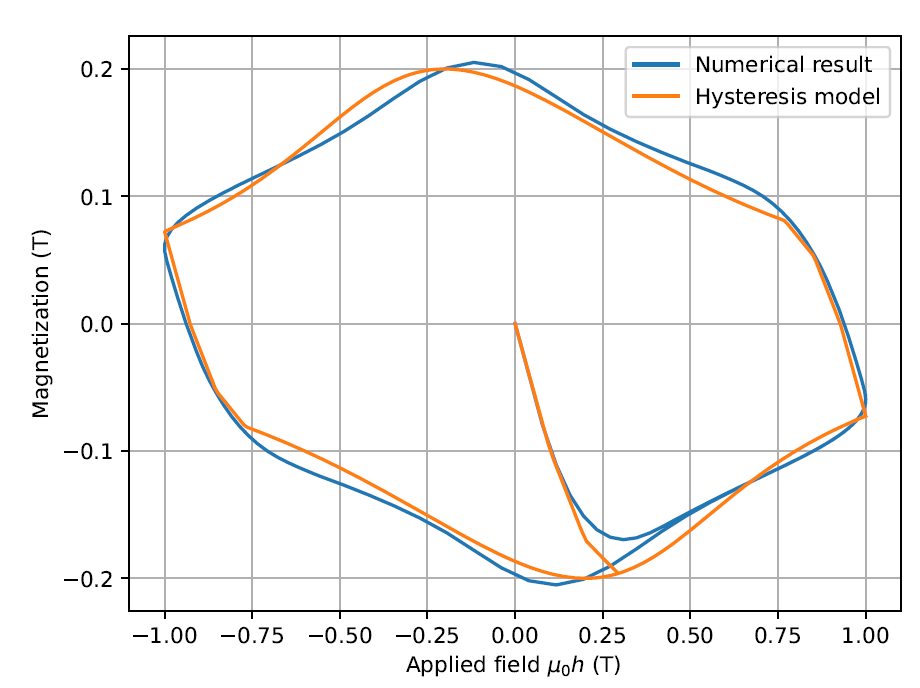 Numerical result
Hysteresis model
Magnetization (T)
0.2
0.1
0.0
−0.1
−0.2
−1.00 −0.75 −0.50 −0.25 0.00 0.25 0.50 0.75 1.00
Applied field μ₀h (T)